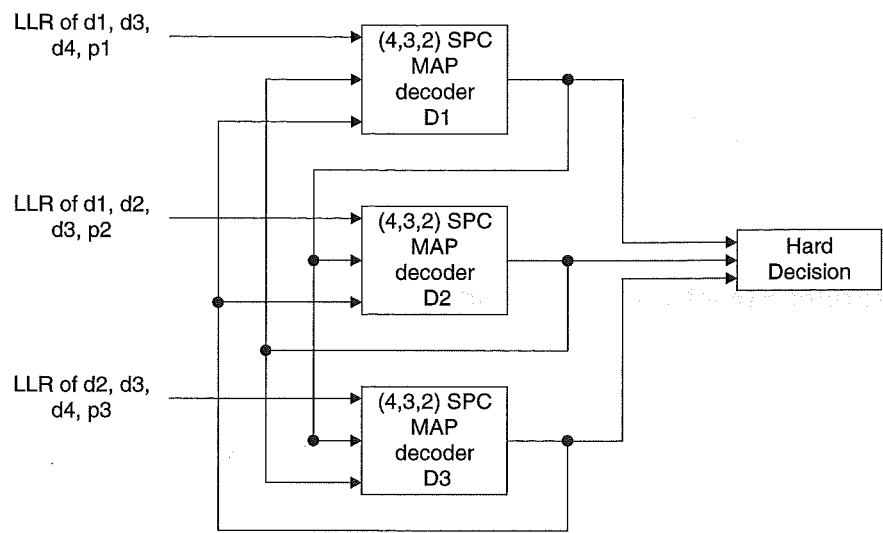 LLR of d1, d3,
d4, p1
(4,3,2) SPC
MAP
decoder
D1
LLR of d1, d2,
d3, p2
(4,3,2) SPC
MAP
decoder
D2
Hard
Decision
LLR of d2, d3,
d4, p3
(4,3,2) SPC
MAP
decoder
D3